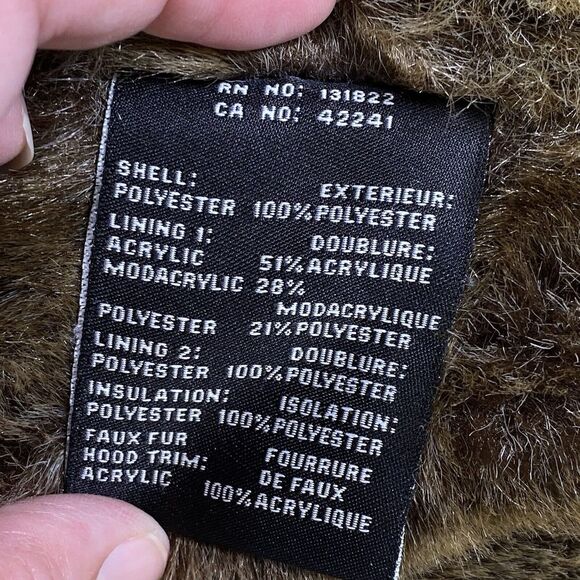 RN NO: 131822
CA NO: 42241
SHELL: EXTERIEUR:
POLYESTER 100% POLYESTER
LINING 1: DOUBLURE:
ACRYLIC 51% ACRYLIQUE
MODACRYLIC 28%
MODACRYLIQUE
POLYESTER 21% POLYESTER
LINING 2: DOUBLURE:
POLYESTER 100% POLYESTER
INSULATION: ISOLATION:
POLYESTER 100% POLYESTER
FAUX FUR FOURRURE
HOOD TRIM: DE FAUX
ACRYLIC 100% ACRYLIQUE